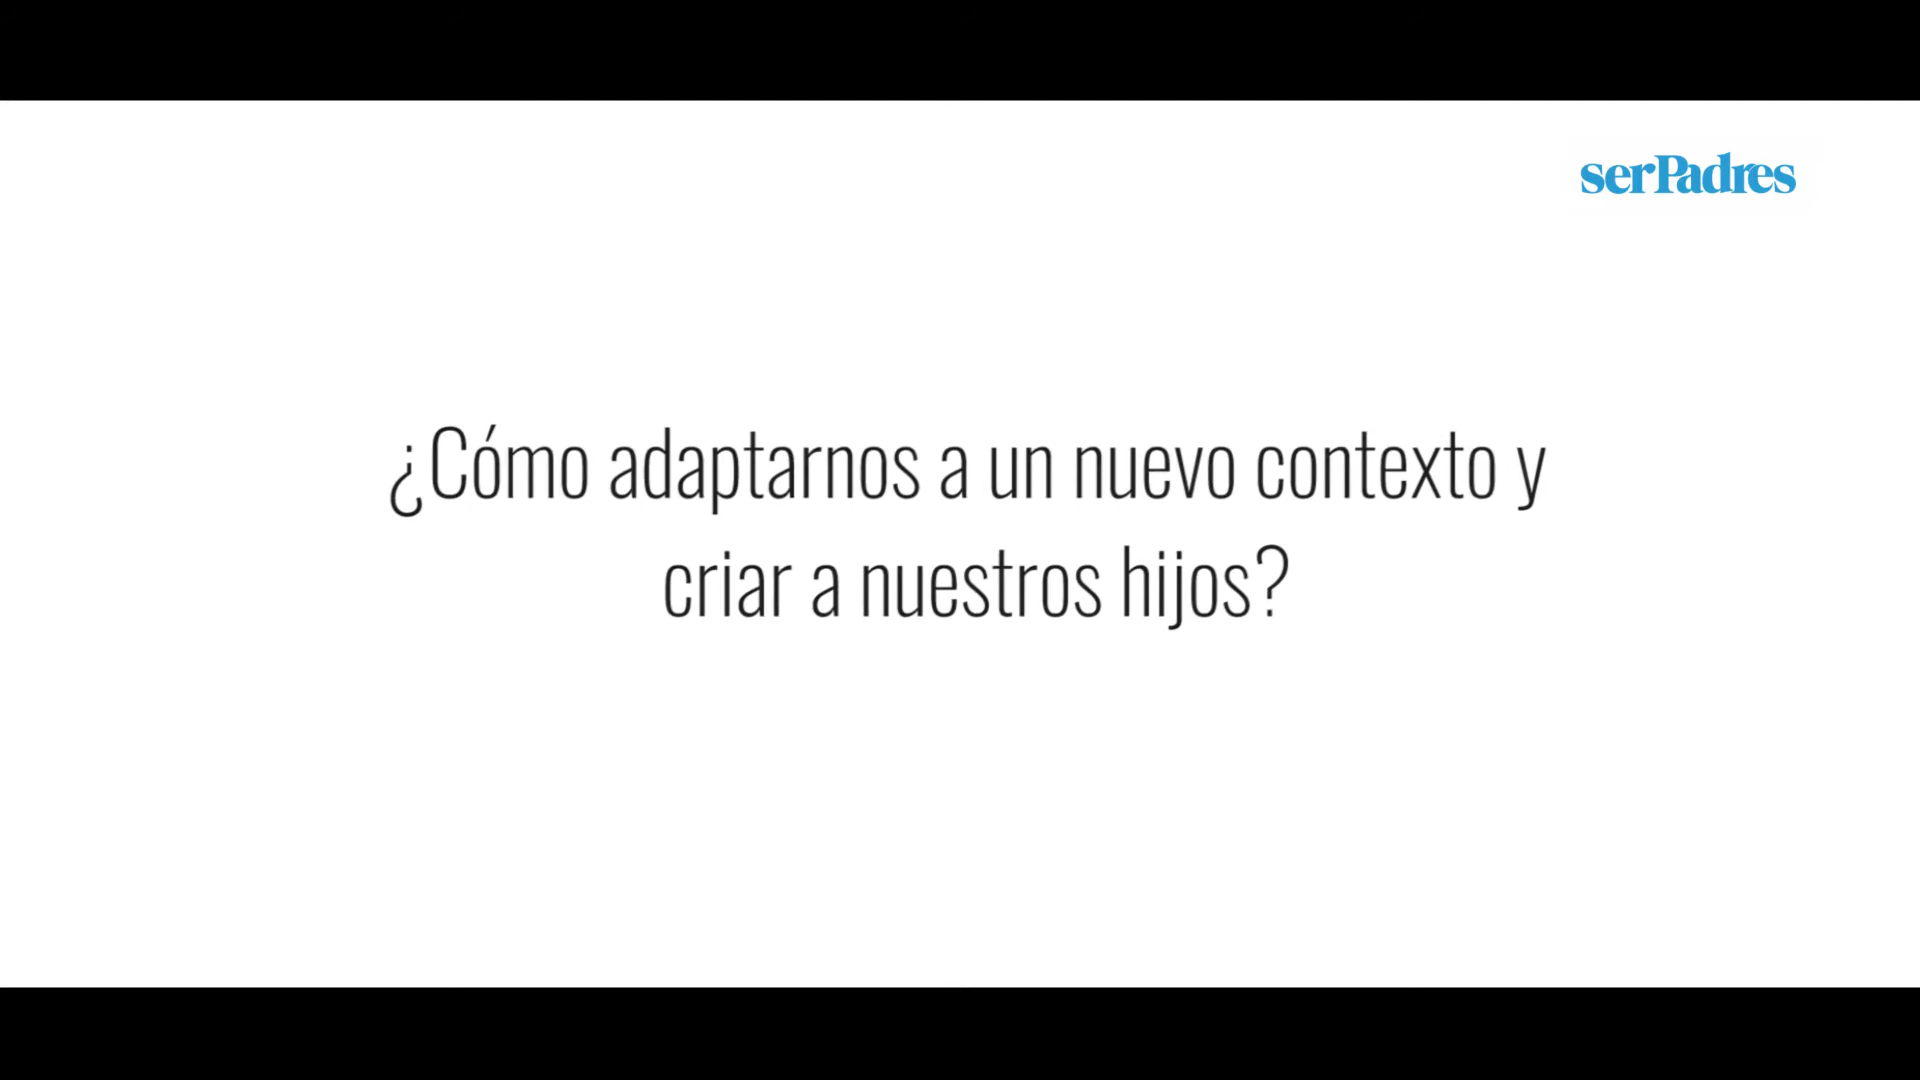 serPadres
¿Cómo adaptarnos a un nuevo contexto y
criar a nuestros hijos?